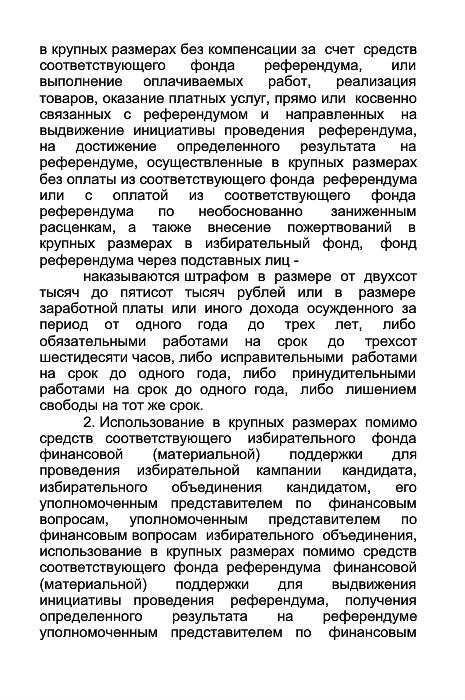 в крупных размерах без компенсации за счет средств
соответствующего фонда референдума, или
выполнение оплачиваемых работ, реализация
товаров, оказание платных услуг, прямо или косвенно
связанных с референдумом и направленных на
выдвижение инициативы проведения референдума,
на достижение определенного результата на
референдуме, осуществленные в крупных размерах
без оплаты из соответствующего фонда референдума
или с оплатой из соответствующего фонда
референдума по необоснованно заниженным
расценкам, а также внесение пожертвований в
крупных размерах в избирательный фонд, фонд
референдума через подставных лиц -
наказываются штрафом в размере от двухсот
тысяч до пятисот тысяч рублей или в размере
заработной платы или иного дохода осужденного за
период от одного года до трех лет, либо
обязательными работами на срок до трехсот
шестидесяти часов, либо исправительными работами
на срок до одного года, либо принудительными
работами на срок до одного года, либо лишением
свободы на тот же срок.
2. Использование в крупных размерах помимо
средств соответствующего избирательного фонда
финансовой (материальной) поддержки для
проведения избирательной кампании кандидата,
избирательного объединения кандидатом, его
уполномоченным представителем по финансовым
вопросам, уполномоченным представителем по
финансовым вопросам избирательного объединения,
использование в крупных размерах помимо средств
соответствующего фонда референдума финансовой
(материальной) поддержки для выдвижения
инициативы проведения референдума, получения
определенного результата на референдуме
уполномоченным представителем по финансовым